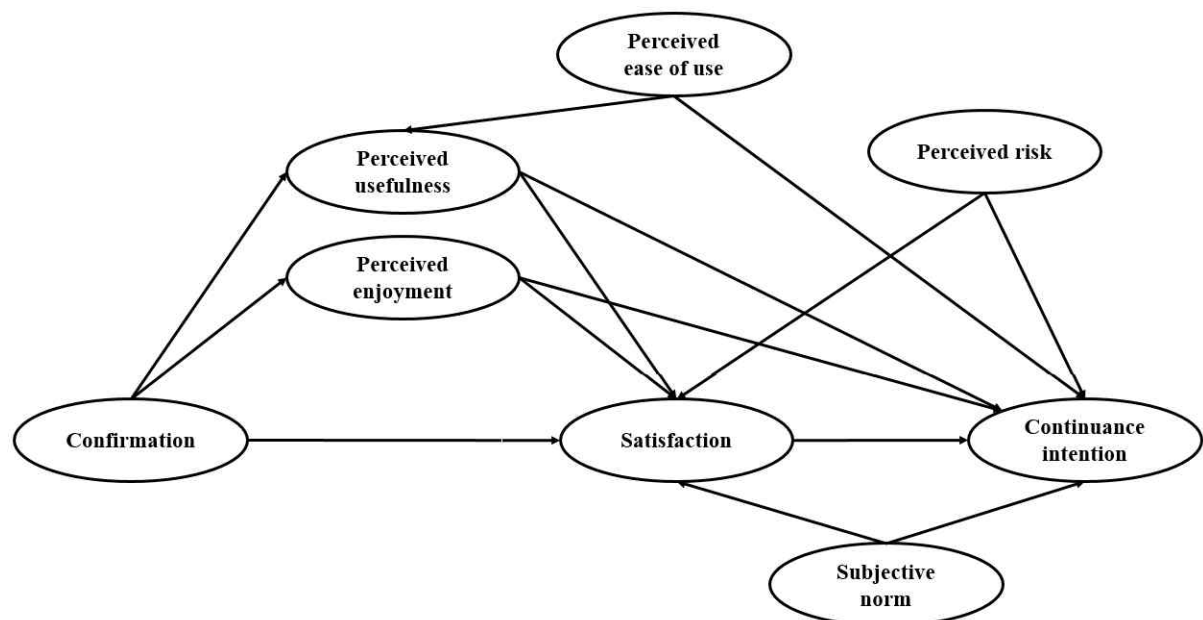 Perceived
ease of use
Perceived risk
Perceived
usefulness
Perceived
enjoyment
Confirmation
Satisfaction
Continuance
intention
Subjective
norm